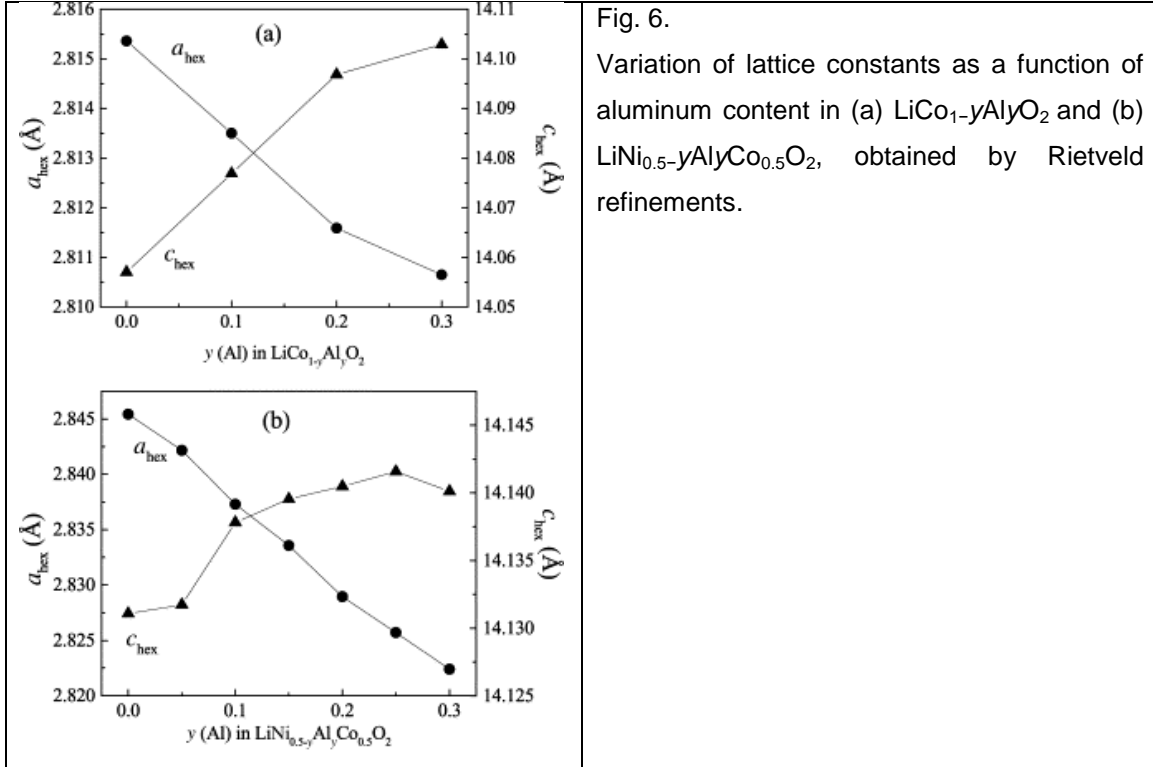 2.816
2.815
2.814
2.813
2.812
2.811
2.810
a_hex (Å)
(a)
a_hex
c_hex
14.11
14.10
14.09
14.08
14.07
14.06
14.05
c_hex (Å)
0.0 0.1 0.2 0.3
y (Al) in LiCo₁₋yAlyO₂
2.845
2.840
2.835
2.830
2.825
2.820
a_hex (Å)
(b)
a_hex
c_hex
14.145
14.140
14.135
14.130
14.125
c_hex (Å)
0.0 0.1 0.2 0.3
y (Al) in LiNi₀.₅₋yAlyCo₀.₅O₂
Fig. 6.
Variation of lattice constants as a function of
aluminum content in (a) LiCo₁₋yAlyO₂ and (b)
LiNi₀.₅₋yAlyCo₀.₅O₂, obtained by Rietveld
refinements.